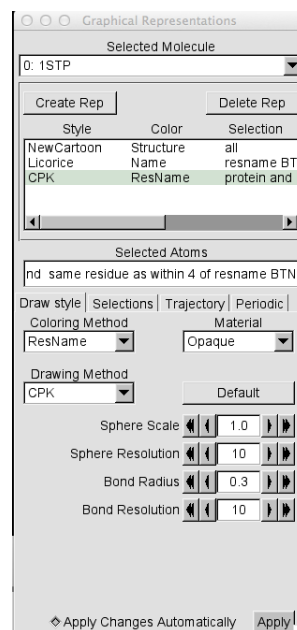 Graphical Representations
Selected Molecule
0: 1STP
Create Rep Delete Rep
Style Color Selection
NewCartoon Structure all
Licorice Name resname BT
CPK ResName protein and
Selected Atoms
nd same residue as within 4 of resname BTN
Draw style Selections Trajectory Periodic
Coloring Method Material
ResName Opaque
Drawing Method
CPK Default
Sphere Scale 1.0
Sphere Resolution 10
Bond Radius 0.3
Bond Resolution 10
Apply Changes Automatically Apply